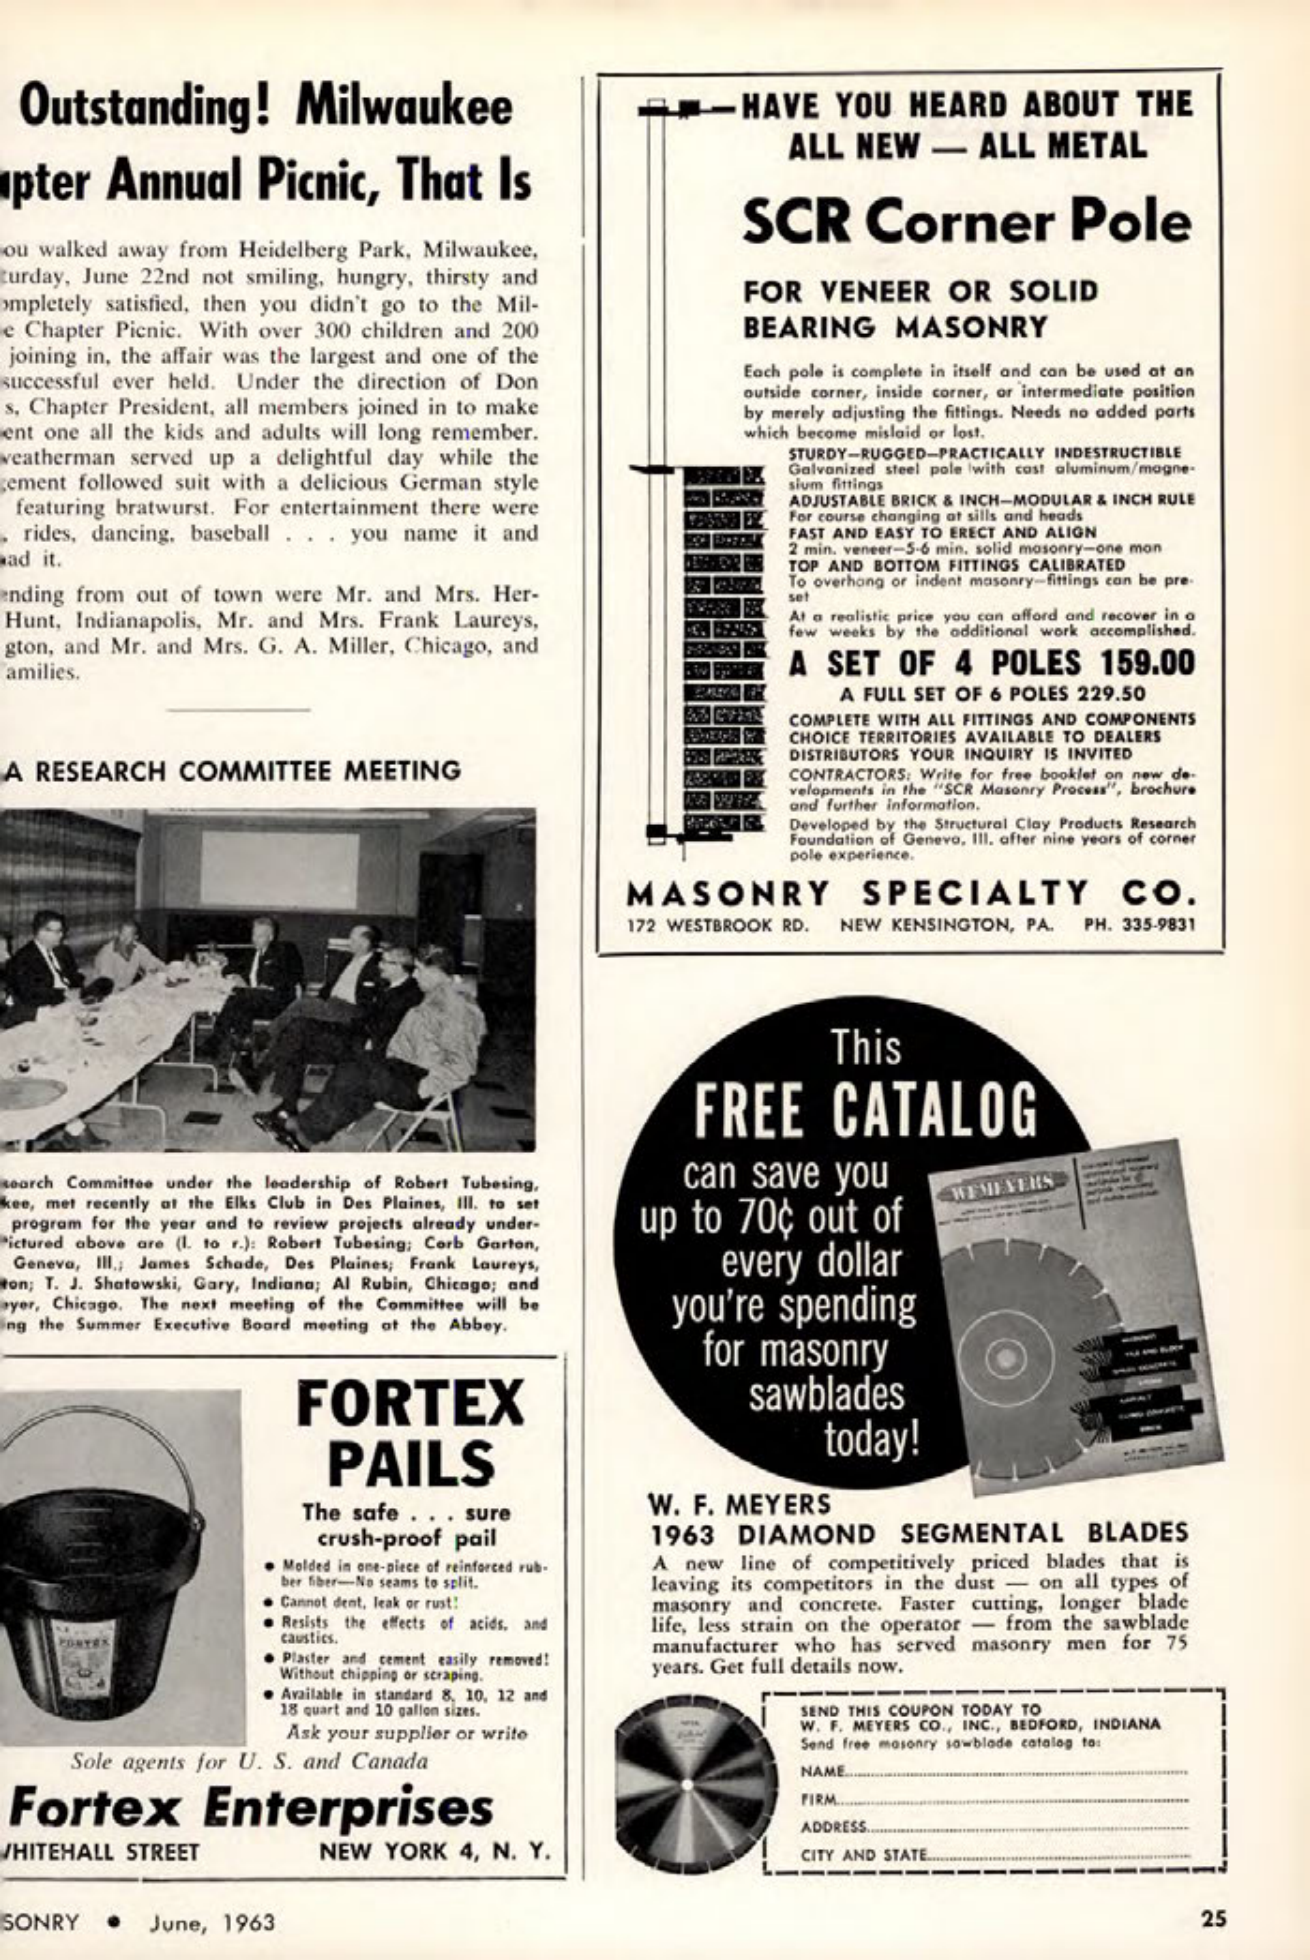 Outstanding! Milwaukee
Annual Picnic, That Is
walked away from Heidelberg Park, Milwaukee,
June 22nd not smiling, hungry, thirsty and
satisfied, then you didn't go to the Mil-
Chapter Picnic. With over 300 children and 200
joining in, the affair was the largest and one of the
successful ever held. Under the direction of Don
s, Chapter President, all members joined in to make
one all the kids and adults will long remember.
weatherman served up a delightful day while the
followed suit with a delicious German style
featuring bratwurst. For entertainment there were
, rides, dancing, baseball . . . you name it and
it.
from out of town were Mr. and Mrs. Her-
Hunt, Indianapolis, Mr. and Mrs. Frank Laureys,
gton, and Mr. and Mrs. G. A. Miller, Chicago, and
amilies.
A RESEARCH COMMITTEE MEETING
search Committee under the leadership of Robert Tubesing,
kee, met recently at the Elks Club in Des Plaines, Ill. to set
program for the year and to review projects already under-
Pictured above are (l. to r.): Robert Tubesing; Corb Garton,
Geneva, Ill.; James Schade, Des Plaines; Frank Laureys,
ton; T. J. Shatowski, Gary, Indiana; Al Rubin, Chicago; and
eyer, Chicago. The next meeting of the Committee will be
ng the Summer Executive Board meeting at the Abbey.
FORTEX
FORTEX
PAILS
The safe . . . sure
crush-proof pail
• Molded in one-piece of reinforced rub-
ber fiber—No seams to split.
• Cannot dent, leak or rust!
• Resists the effects of acids, and
caustics.
• Plaster and cement easily removed!
Without chipping or scraping.
• Available in standard 8, 10, 12 and
18 quart and 10 gallon sizes.
Ask your supplier or write
Sole agents for U. S. and Canada
Fortex Enterprises
WHITEHALL STREET NEW YORK 4, N. Y.
HAVE YOU HEARD ABOUT THE
ALL NEW — ALL METAL
SCR Corner Pole
FOR VENEER OR SOLID
BEARING MASONRY
Each pole is complete in itself and can be used at an
outside corner, inside corner, or intermediate position
by merely adjusting the fittings. Needs no added parts
which become mislaid or lost.
STURDY—RUGGED—PRACTICALLY INDESTRUCTIBLE
Galvanized steel pole with cast aluminum/magne-
sium fittings
ADJUSTABLE BRICK & INCH—MODULAR & INCH RULE
For course changing at sills and heads
FAST AND EASY TO ERECT AND ALIGN
2 min. veneer—5-6 min. solid masonry—one man
TOP AND BOTTOM FITTINGS CALIBRATED
To overhang or indent masonry—fittings can be pre-
set
At a realistic price you can afford and recover in a
few weeks by the additional work accomplished.
A SET OF 4 POLES 159.00
A FULL SET OF 6 POLES 229.50
COMPLETE WITH ALL FITTINGS AND COMPONENTS
CHOICE TERRITORIES AVAILABLE TO DEALERS
DISTRIBUTORS YOUR INQUIRY IS INVITED
CONTRACTORS: Write for free booklet on new de-
velopments in the "SCR Masonry Process", brochure
and further information.
Developed by the Structural Clay Products Research
Foundation of Geneva, Ill. after nine years of corner
pole experience.
MASONRY SPECIALTY CO.
172 WESTBROOK RD. NEW KENSINGTON, PA. PH. 335-9831
This
FREE CATALOG
can save you
up to 70¢ out of
every dollar
you're spending
for masonry
sawblades
today!
W. F. MEYERS
1963 DIAMOND SEGMENTAL BLADES
A new line of competitively priced blades that is
leaving its competitors in the dust — on all types of
masonry and concrete. Faster cutting, longer blade
life, less strain on the operator — from the sawblade
manufacturer who has served masonry men for 75
years. Get full details now.
SEND THIS COUPON TODAY TO
W. F. MEYERS CO., INC., BEDFORD, INDIANA
Send free masonry sawblade catalog to:
NAME
FIRM
ADDRESS
CITY AND STATE
SONRY • June, 1963
25